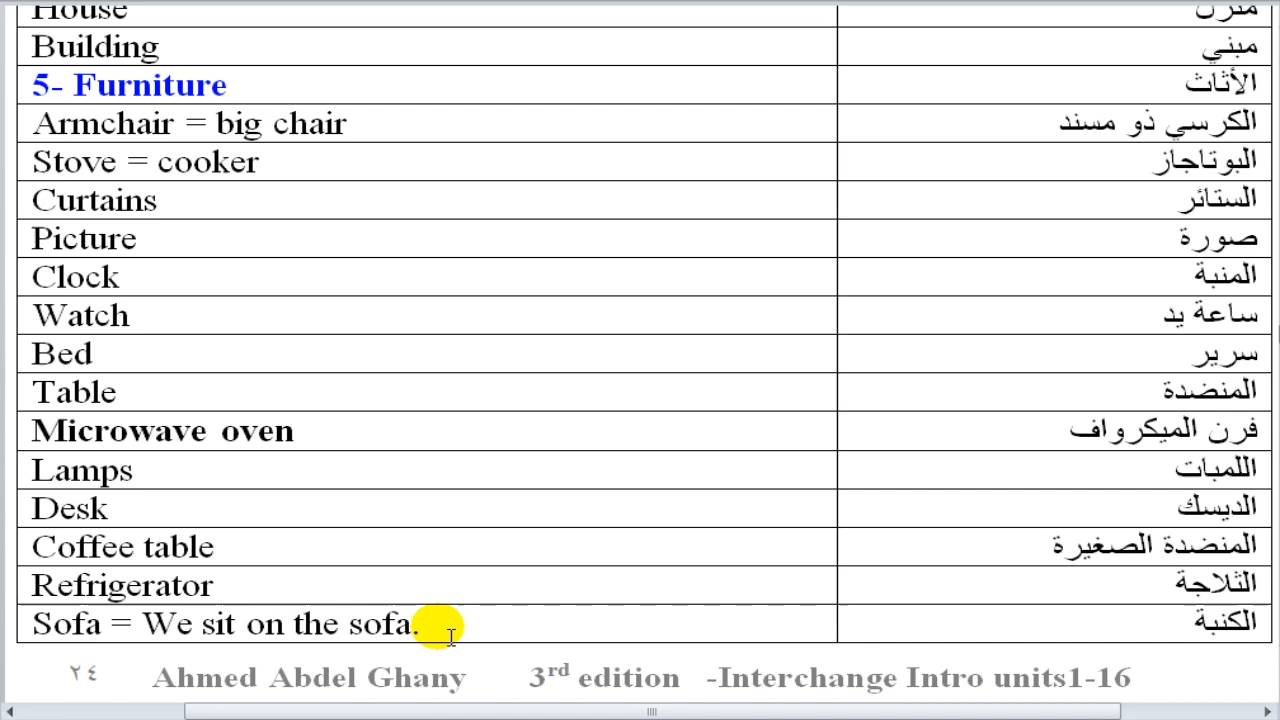 House منزل
Building مبني
5- Furniture الأثاث
Armchair = big chair الكرسي ذو مسند
Stove = cooker البوتاجاز
Curtains الستائر
Picture صورة
Clock المنبة
Watch ساعة يد
Bed سرير
Table المنضدة
Microwave oven فرن الميكرواف
Lamps اللمبات
Desk الديسك
Coffee table المنضدة الصغيرة
Refrigerator الثلاجة
Sofa = We sit on the sofa. الكنبة
٢٤ Ahmed Abdel Ghany 3rd edition -Interchange Intro units1-16